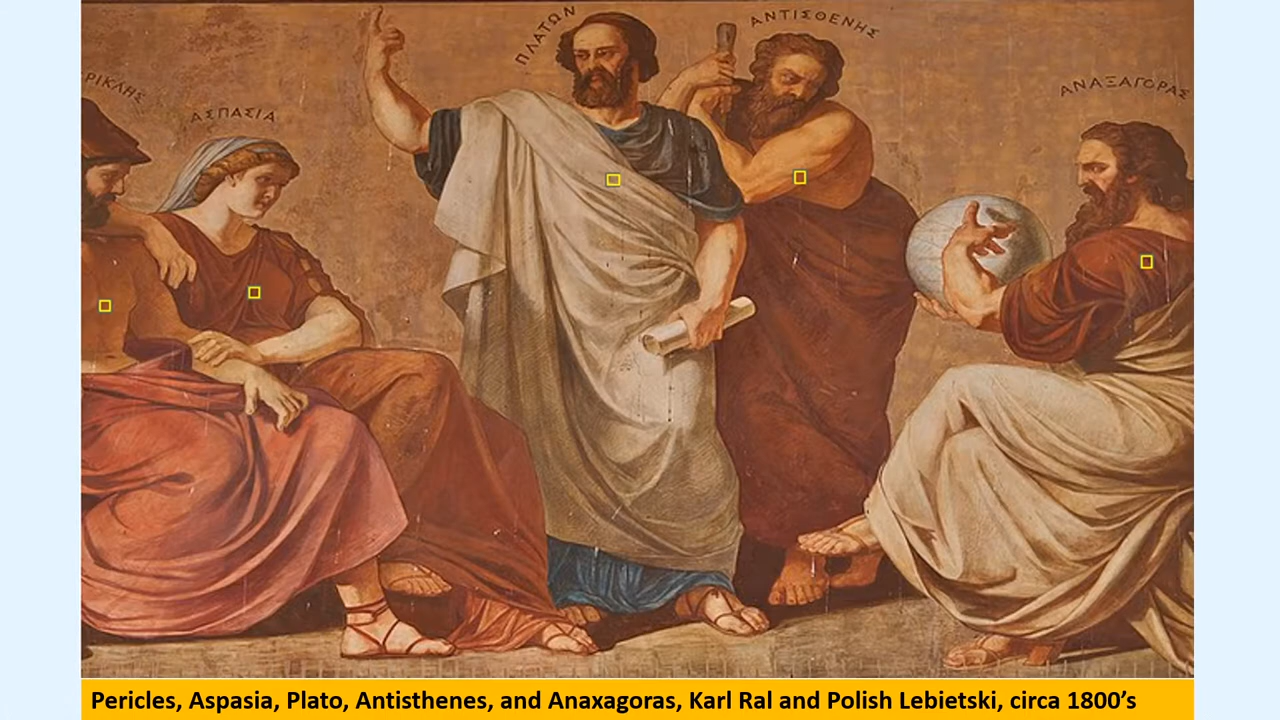 ΡΙΚΛΗΣ
ΑΣΠΑΣΙΑ
ΠΛΑΤΩΝ
ΑΝΤΙΣΘΕΝΗΣ
ΑΝΑΞΑΓΟΡΑΣ
Pericles, Aspasia, Plato, Antisthenes, and Anaxagoras, Karl Ral and Polish Lebietski, circa 1800’s